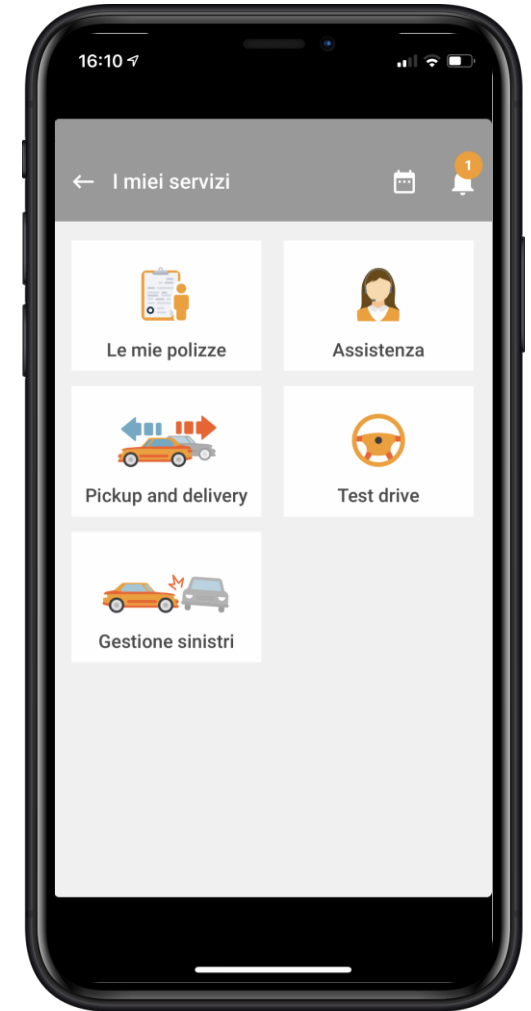 16:10
I miei servizi
1
Le mie polizze
Assistenza
Pickup and delivery
Test drive
Gestione sinistri